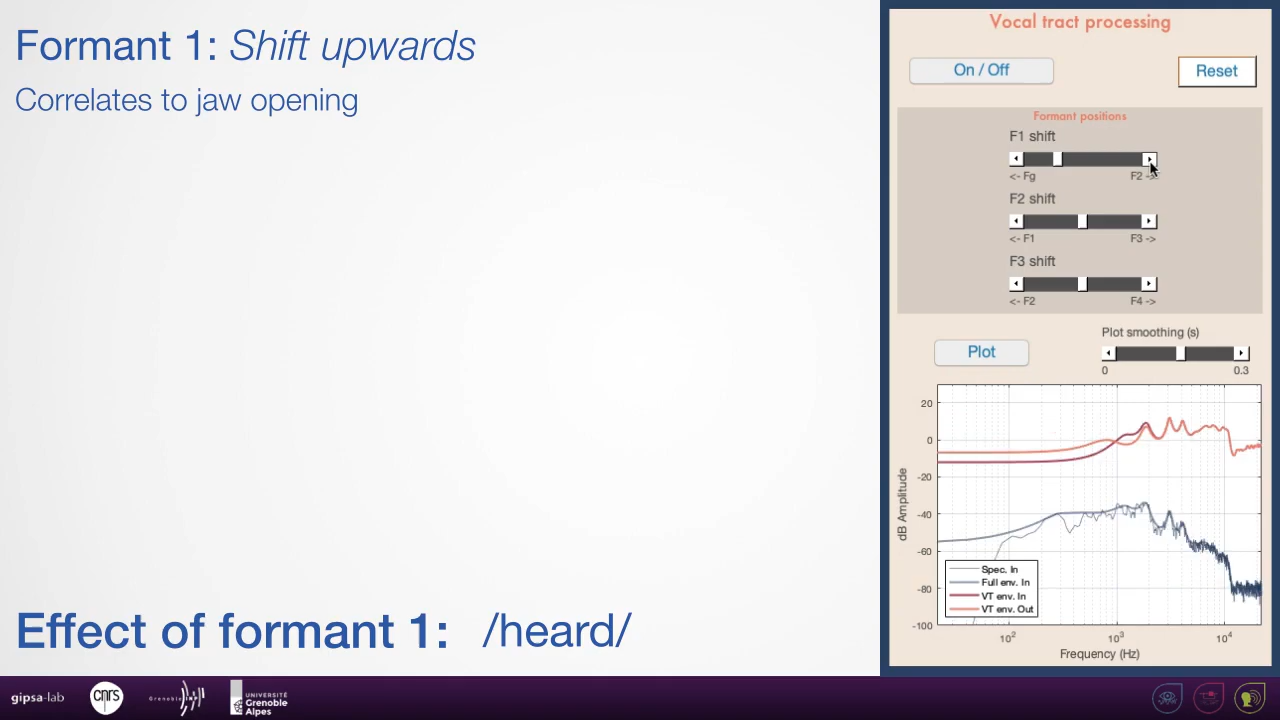 Formant 1: Shift upwards
Correlates to jaw opening
Effect of formant 1: /heard/
Vocal tract processing
On / Off
Reset
Formant positions
F1 shift
<- Fg F2 ->
F2 shift
<- F1 F3 ->
F3 shift
<- F2 F4 ->
Plot
Plot smoothing (s)
0 0.3
20
0
-20
-40
-60
-80
-100
dB Amplitude
Spec. In
Full env. In
VT env. In
VT env. Out
10² 10³ 10⁴
Frequency (Hz)
gipsa-lab
cnrs
Grenoble
UNIVERSITÉ
Grenoble
Alpes